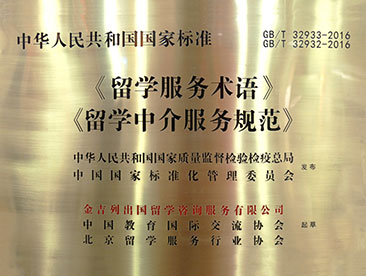 中华人民共和国国家标准
GB/T 32933-2016
GB/T 32932-2016
《留学服务术语》
《留学中介服务规范》
中华人民共和国国家质量监督检验检疫总局
中国国家标准化管理委员会
发布
金吉列出国留学咨询服务有限公司
中国教育国际交流协会
北京留学服务行业协会
起草